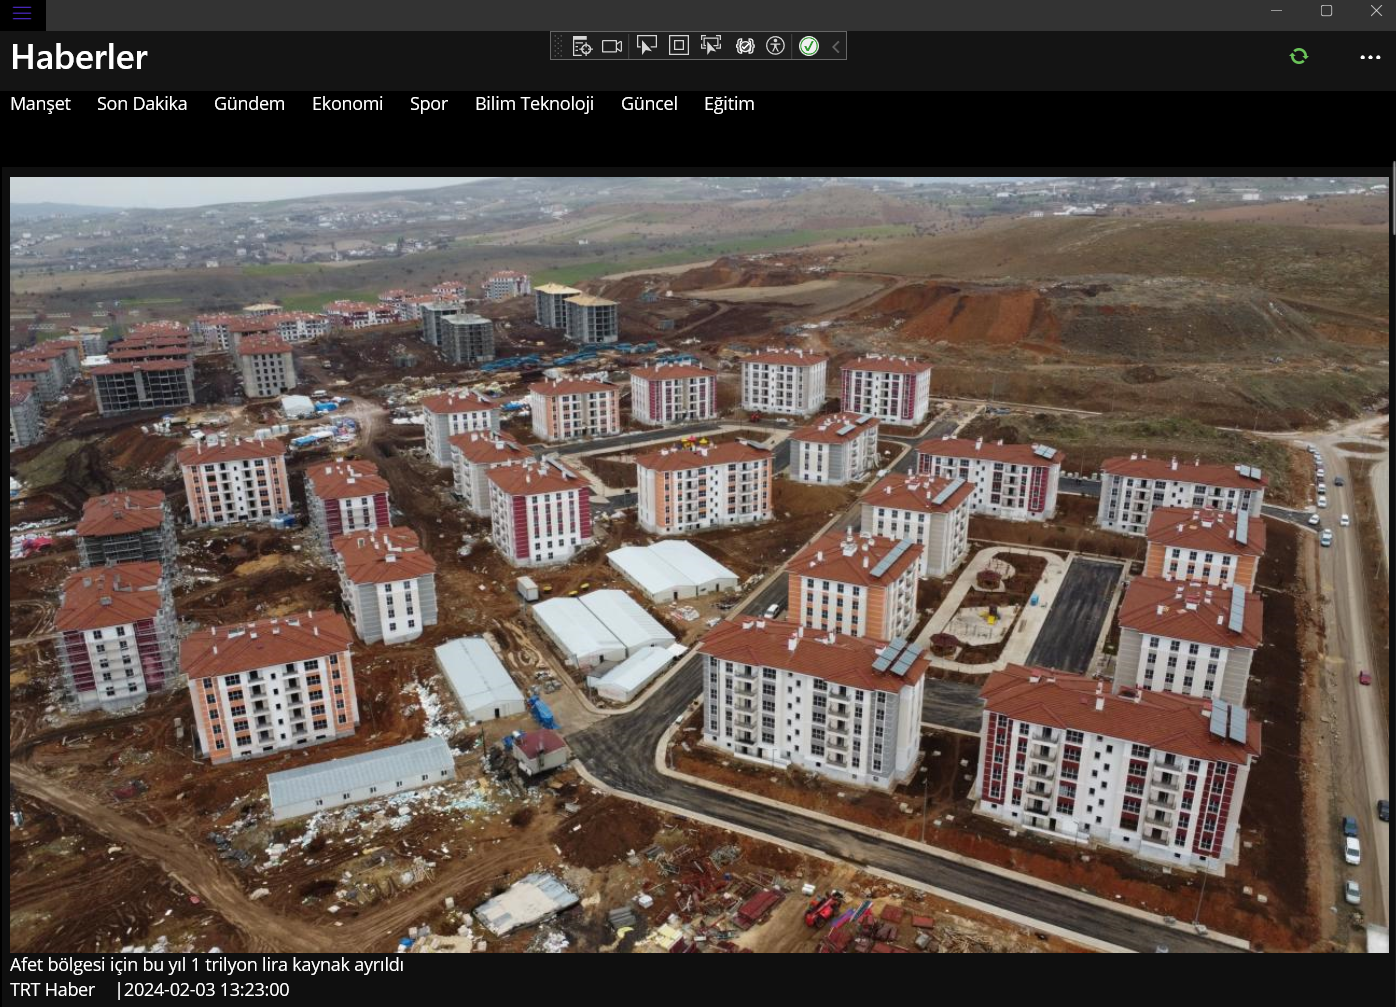 Haberler
Manşet Son Dakika Gündem Ekonomi Spor Bilim Teknoloji Güncel Eğitim
Afet bölgesi için bu yıl 1 trilyon lira kaynak ayrıldı
TRT Haber |2024-02-03 13:23:00